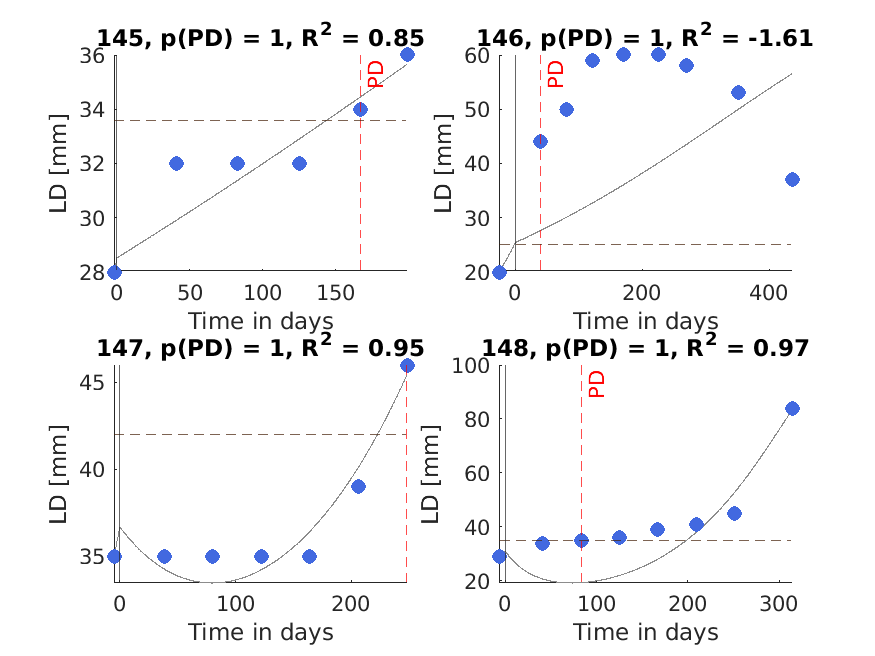 145, p(PD) = 1, R² = 0.85
36
34
32
30
28
LD [mm]
PD
0
50
100
150
Time in days
146, p(PD) = 1, R² = -1.61
60
50
40
30
20
LD [mm]
PD
0
200
400
Time in days
147, p(PD) = 1, R² = 0.95
45
40
35
LD [mm]
0
100
200
Time in days
148, p(PD) = 1, R² = 0.97
100
80
60
40
20
LD [mm]
PD
0
100
200
300
Time in days